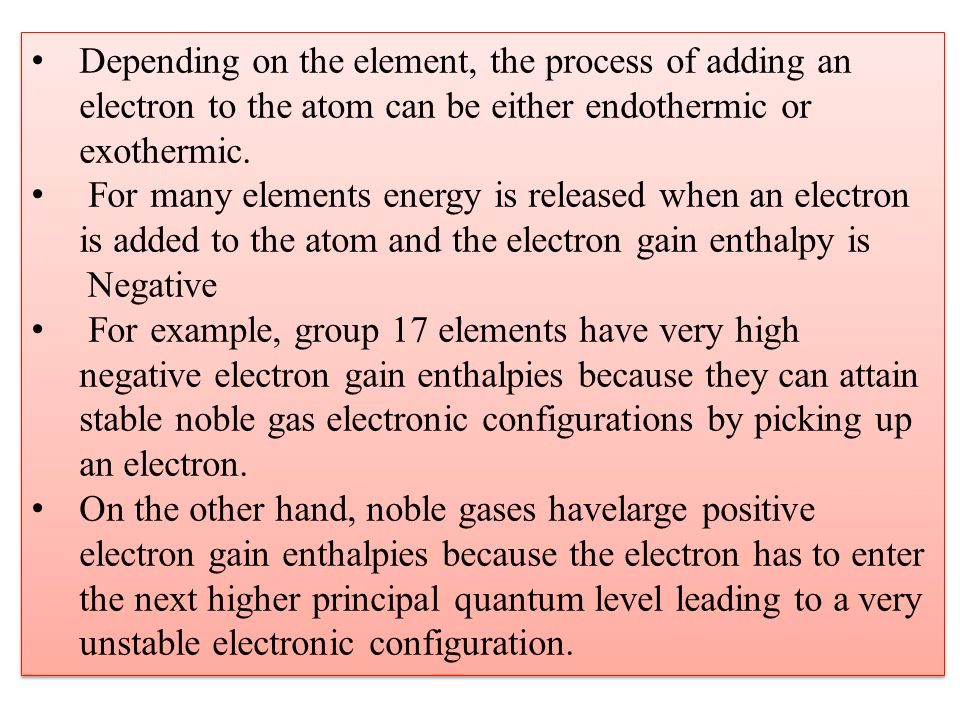 • Depending on the element, the process of adding an
electron to the atom can be either endothermic or
exothermic.
• For many elements energy is released when an electron
is added to the atom and the electron gain enthalpy is
Negative
• For example, group 17 elements have very high
negative electron gain enthalpies because they can attain
stable noble gas electronic configurations by picking up
an electron.
• On the other hand, noble gases havelarge positive
electron gain enthalpies because the electron has to enter
the next higher principal quantum level leading to a very
unstable electronic configuration.